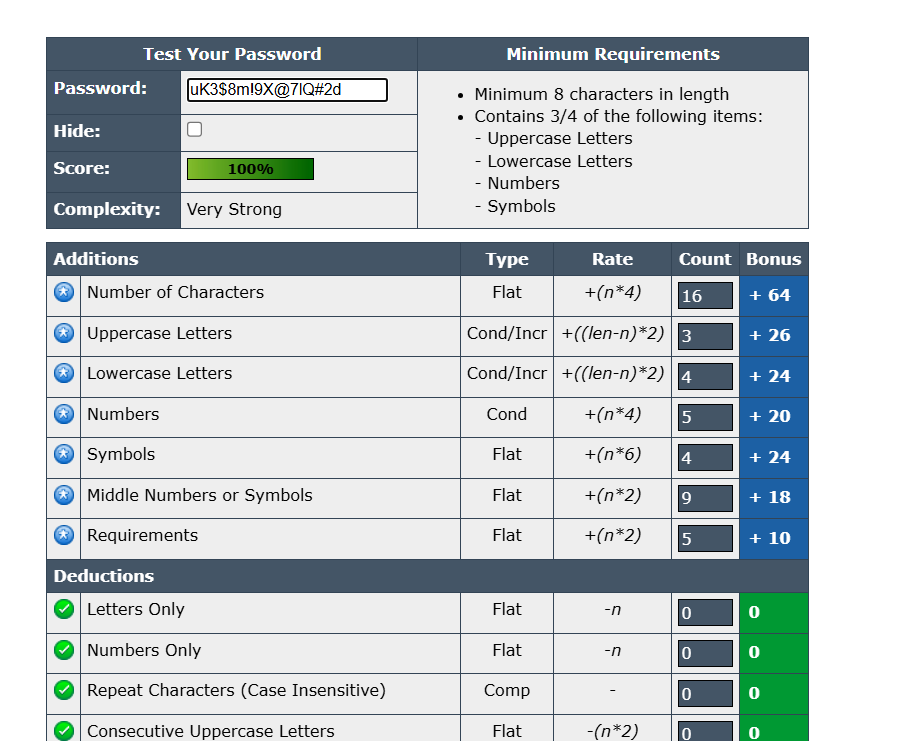 Test Your Password
Minimum Requirements
Password:
uK3$8m!9X@7lQ#2d
Hide:
Score:
100%
Complexity:
Very Strong
• Minimum 8 characters in length
• Contains 3/4 of the following items:
- Uppercase Letters
- Lowercase Letters
- Numbers
- Symbols
Additions Type Rate Count Bonus
Number of Characters Flat +(n*4) 16 + 64
Uppercase Letters Cond/Incr +((len-n)*2) 3 + 26
Lowercase Letters Cond/Incr +((len-n)*2) 4 + 24
Numbers Cond +(n*4) 5 + 20
Symbols Flat +(n*6) 4 + 24
Middle Numbers or Symbols Flat +(n*2) 9 + 18
Requirements Flat +(n*2) 5 + 10
Deductions
Letters Only Flat -n 0 0
Numbers Only Flat -n 0 0
Repeat Characters (Case Insensitive) Comp - 0 0
Consecutive Uppercase Letters Flat -(n*2) 0 0